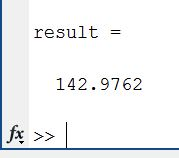 result =
142.9762
fx >>